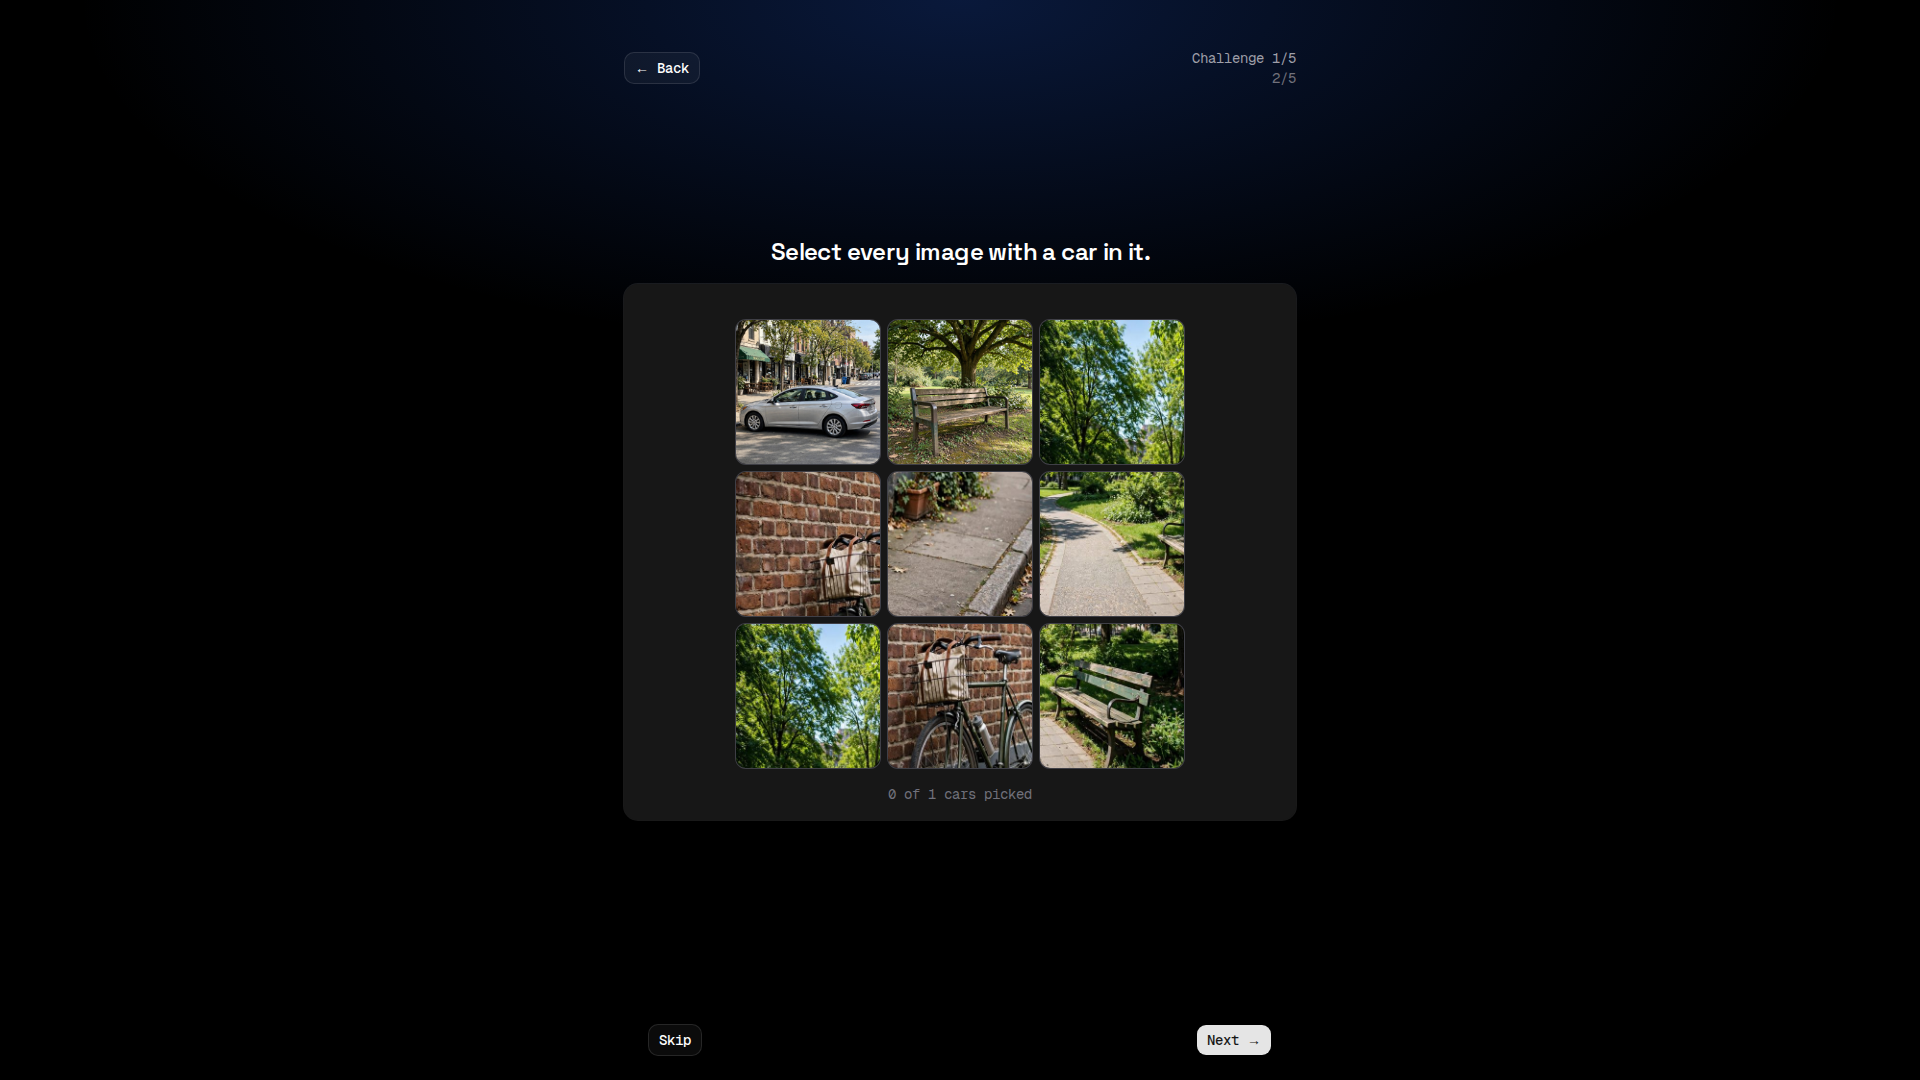 ← Back
Challenge 1/5
2/5
Select every image with a car in it.
0 of 1 cars picked
Skip
Next →